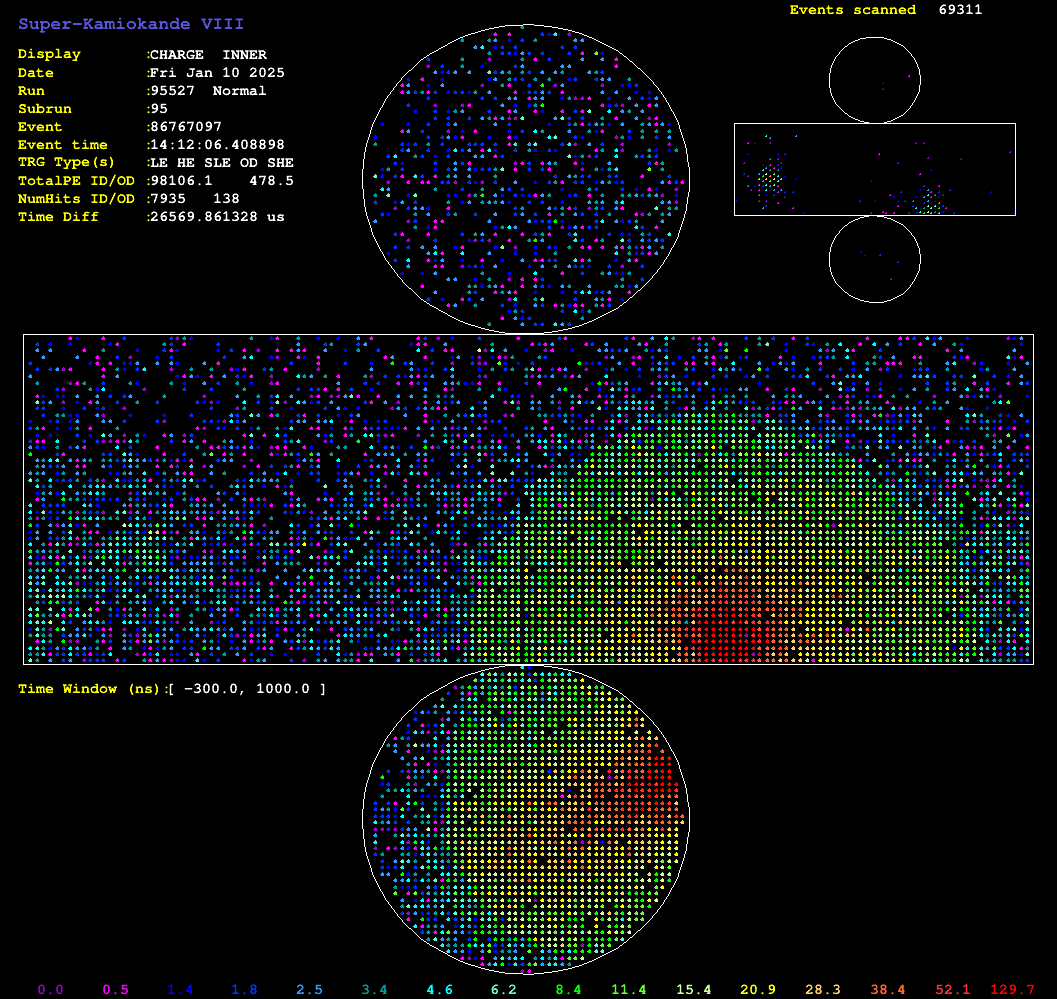 Super-Kamiokande VIII
Events scanned 69311
Display :CHARGE INNER
Date :Fri Jan 10 2025
Run :95527 Normal
Subrun :95
Event :86767097
Event time :14:12:06.408898
TRG Type(s) :LE HE SLE OD SHE
TotalPE ID/OD :98106.1 478.5
NumHits ID/OD :7935 138
Time Diff :26569.861328 us
Time Window (ns):[ -300.0, 1000.0 ]
0.0 0.5 1.4 1.8 2.5 3.4 4.6 6.2 8.4 11.4 15.4 20.9 28.3 38.4 52.1 129.7